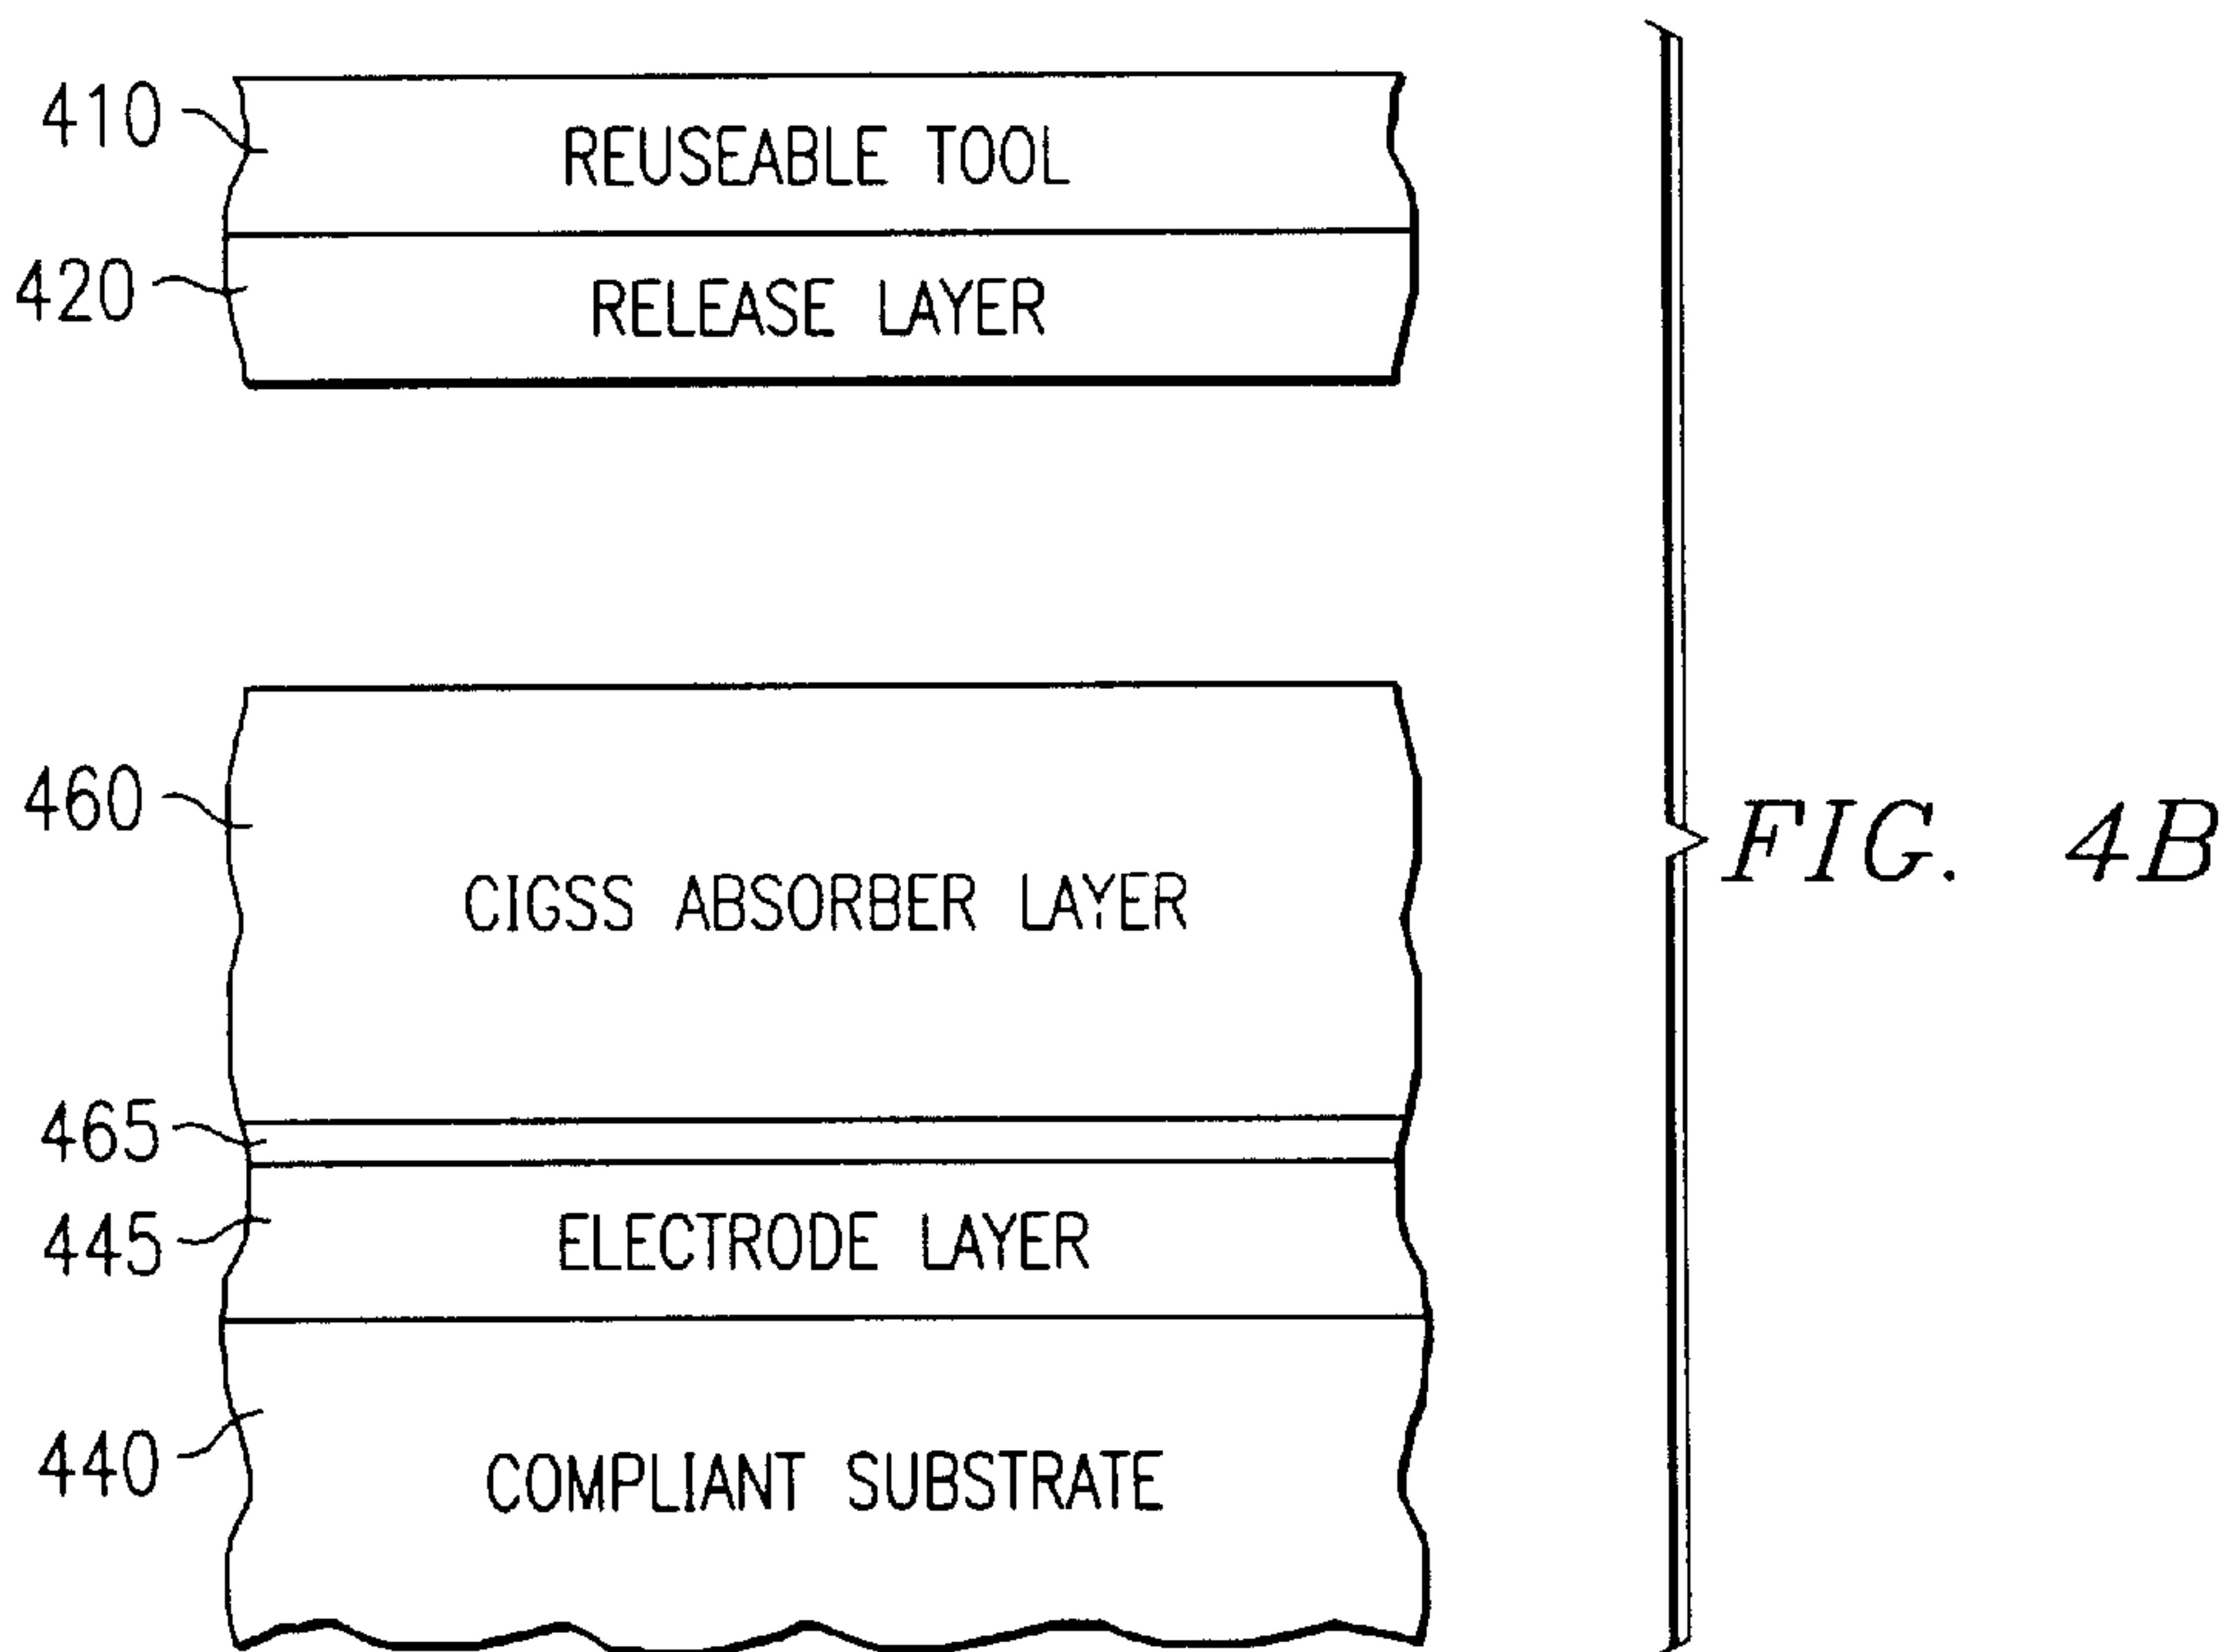 410
REUSEABLE TOOL
420
RELEASE LAYER
460
CIGSS ABSORBER LAYER
465
445
ELECTRODE LAYER
440
COMPLIANT SUBSTRATE
FIG. 4B